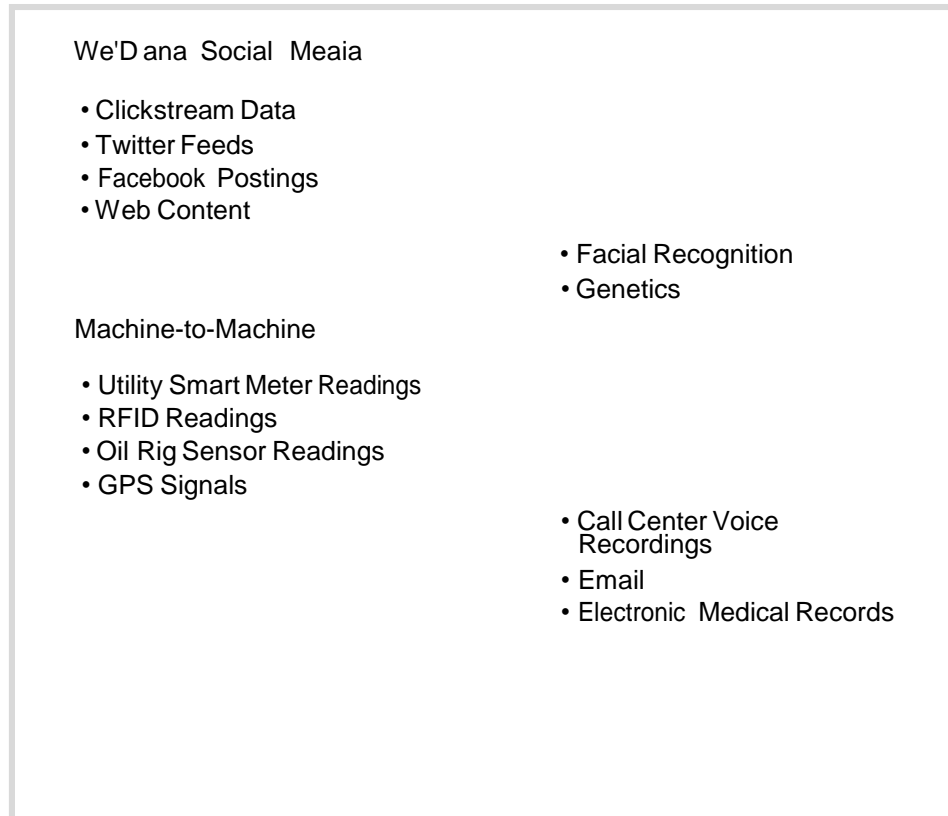 We'D ana Social Meaia
• Clickstream Data
• Twitter Feeds
• Facebook Postings
• Web Content
• Facial Recognition
• Genetics
Machine-to-Machine
• Utility Smart Meter Readings
• RFID Readings
• Oil Rig Sensor Readings
• GPS Signals
• Call Center Voice
Recordings
• Email
• Electronic Medical Records